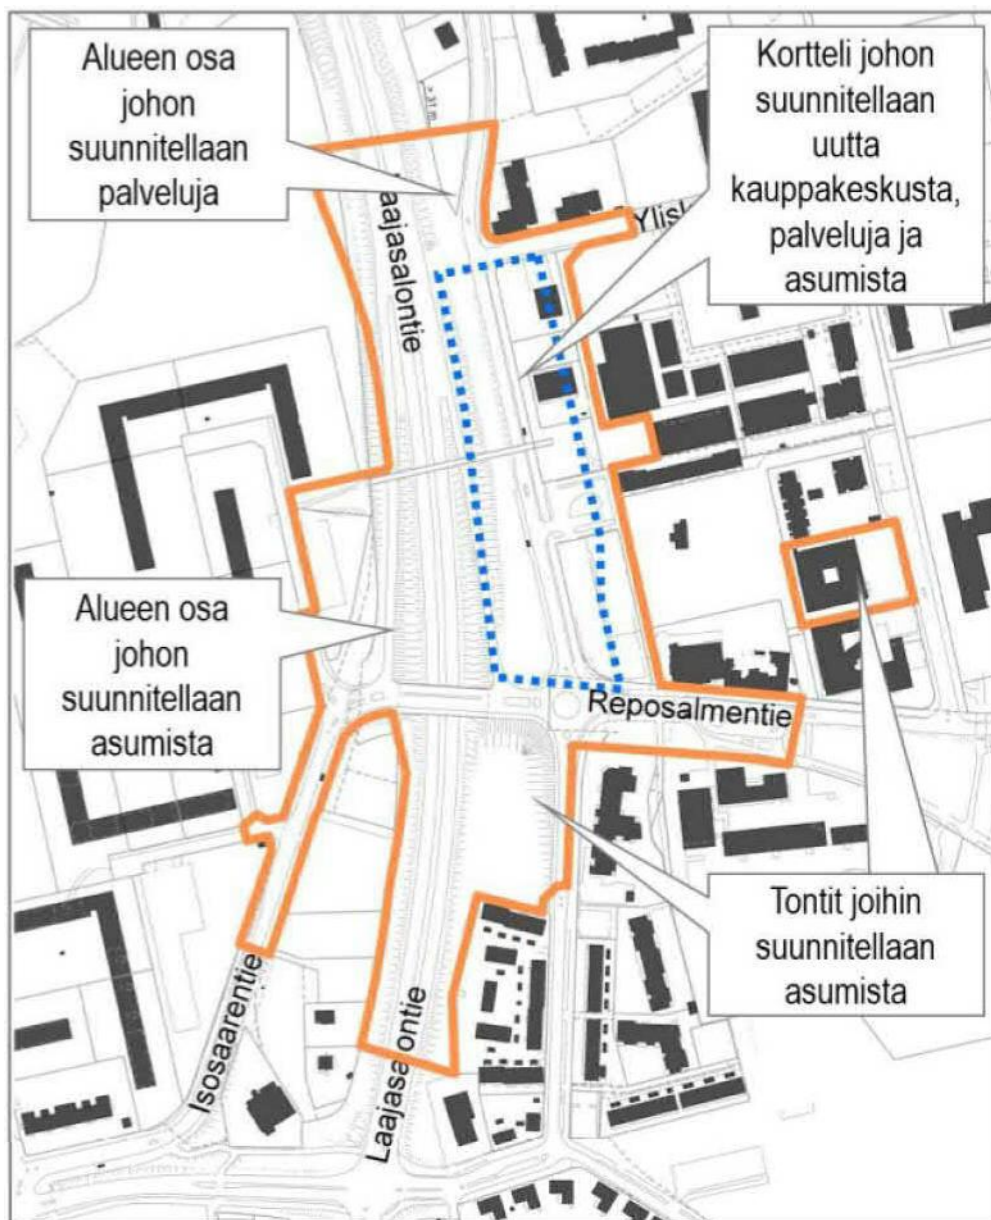 Alueen osa
johon
suunnitellaan
palveluja
Kortteli johon
suunnitellaan
uutta
kauppakeskusta,
palveluja ja
asumista
Laajasalontie
Alueen osa
johon
suunnitellaan
asumista
Reposalmentie
Tontit joihin
suunnitellaan
asumista
Isosaarentie
Laajasalontie